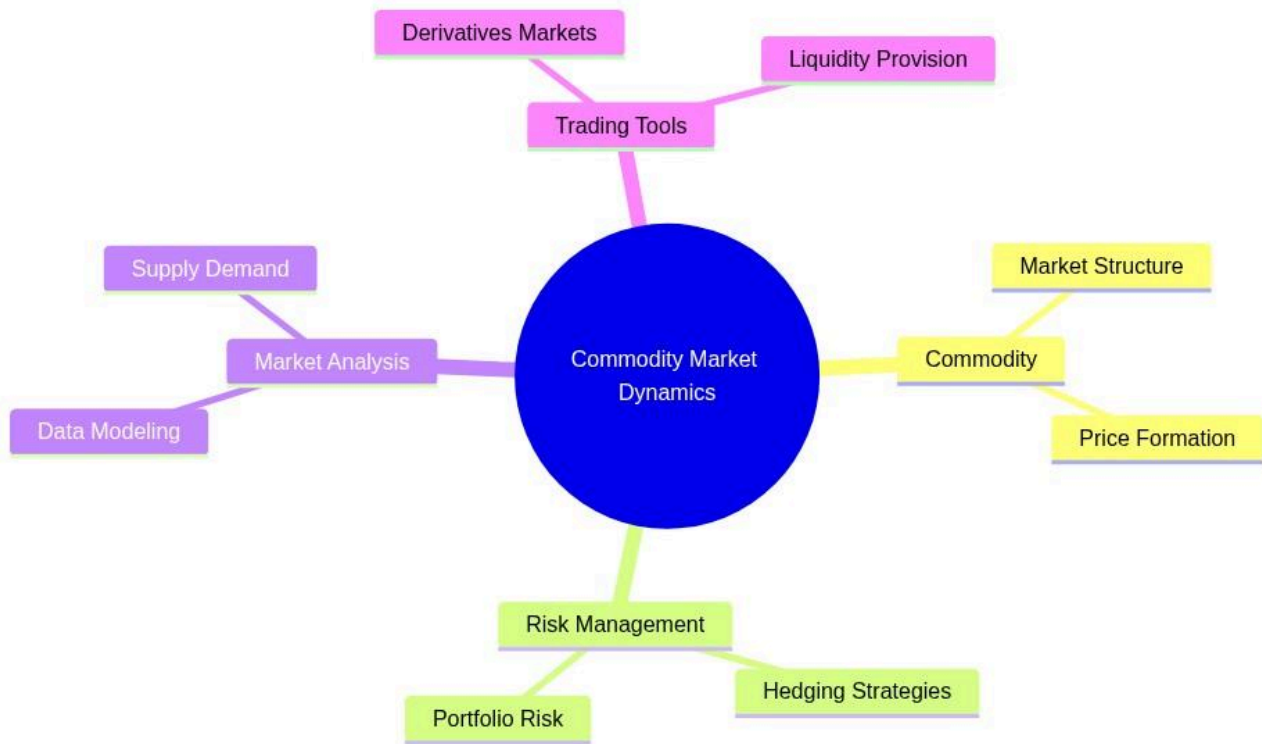 Derivatives Markets
Liquidity Provision
Trading Tools
Supply Demand
Market Structure
Market Analysis
Commodity Market
Dynamics
Commodity
Data Modeling
Price Formation
Risk Management
Hedging Strategies
Portfolio Risk